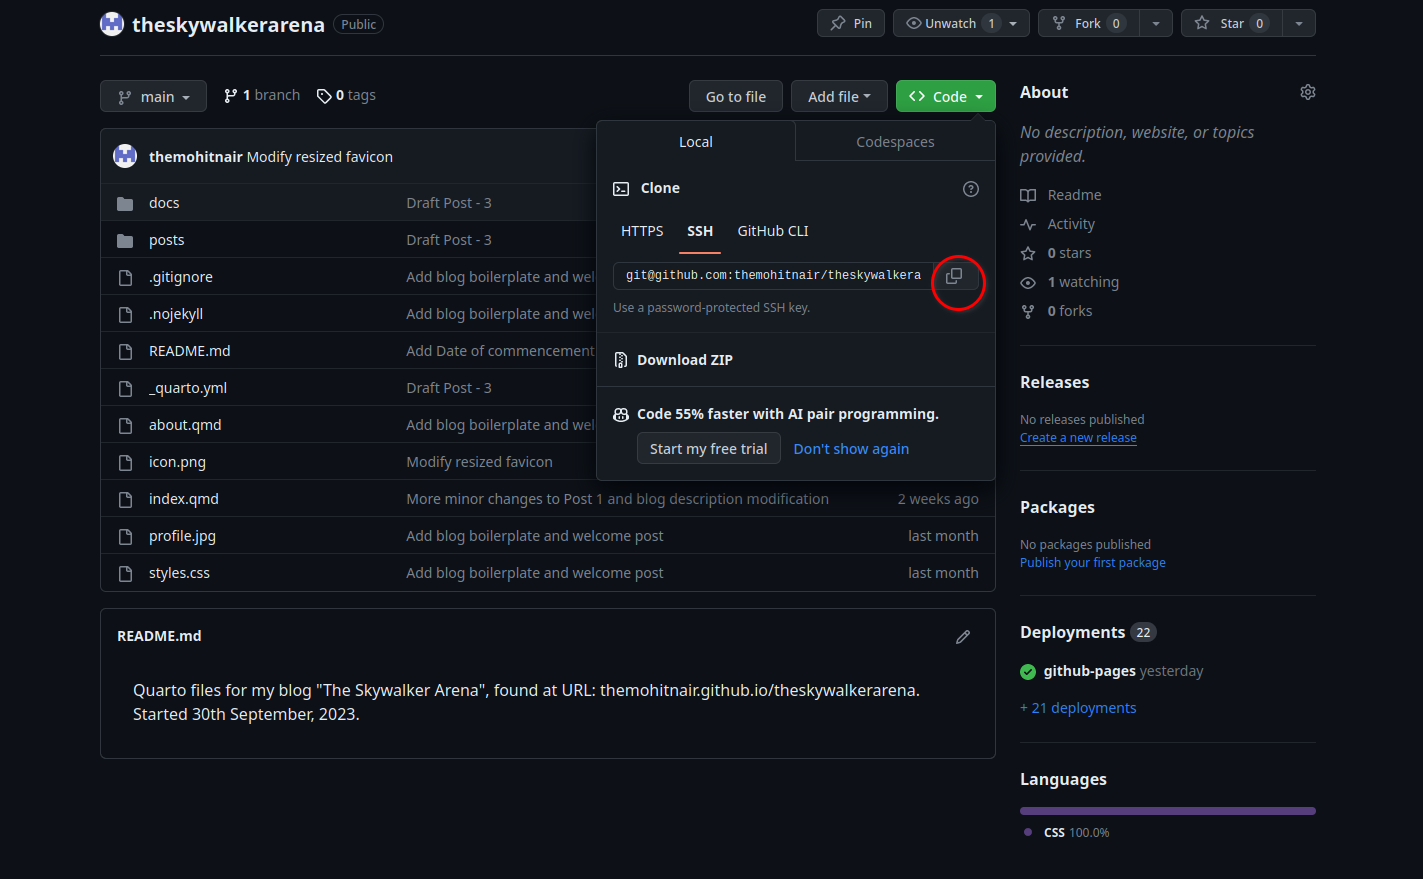 theskywalkerarena Public Pin Unwatch 1 Fork 0 Star 0
main 1 branch 0 tags Go to file Add file Code
themohitnair Modify resized favicon
docs Draft Post - 3
posts Draft Post - 3
.gitignore Add blog boilerplate and wel
.nojekyll Add blog boilerplate and wel
README.md Add Date of commencement
_quarto.yml Draft Post - 3
about.qmd Add blog boilerplate and wel
icon.png Modify resized favicon
index.qmd More minor changes to Post 1 and blog description modification 2 weeks ago
profile.jpg Add blog boilerplate and welcome post last month
styles.css Add blog boilerplate and welcome post last month
Local Codespaces
Clone
HTTPS SSH GitHub CLI
git@github.com:themohitnair/theskywalkera
Use a password-protected SSH key.
Download ZIP
Code 55% faster with AI pair programming.
Start my free trial Don't show again
README.md
Quarto files for my blog "The Skywalker Arena", found at URL: themohitnair.github.io/theskywalkerarena.
Started 30th September, 2023.
About
No description, website, or topics
provided.
Readme
Activity
0 stars
1 watching
0 forks
Releases
No releases published
Create a new release
Packages
No packages published
Publish your first package
Deployments 22
github-pages yesterday
+ 21 deployments
Languages
CSS 100.0%